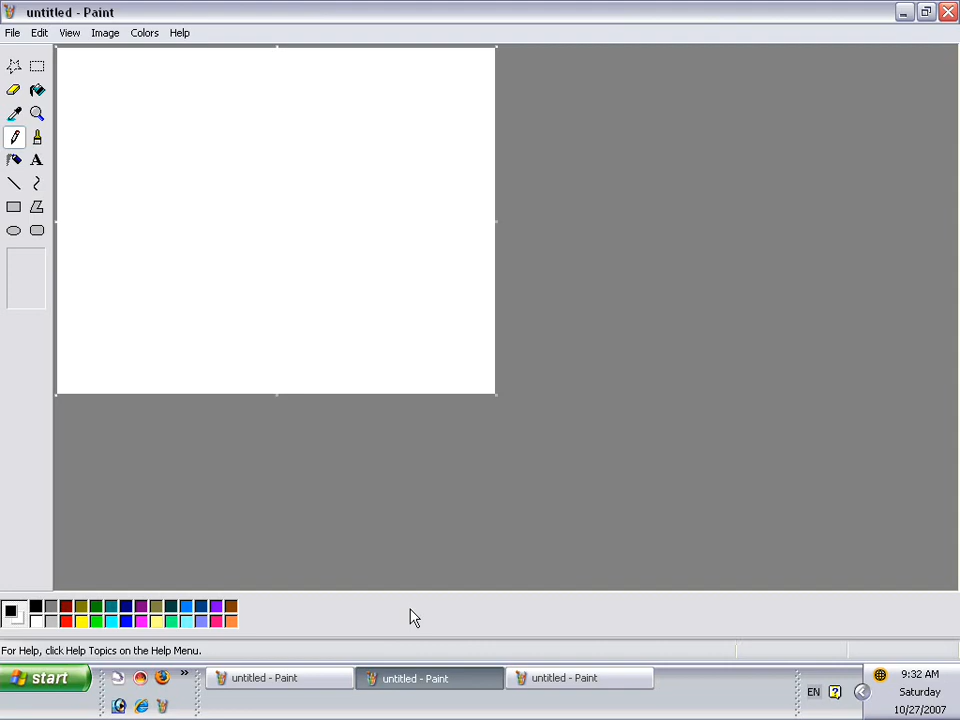 untitled - Paint
File Edit View Image Colors Help
A
For Help, click Help Topics on the Help Menu.
start
»
untitled - Paint
untitled - Paint
untitled - Paint
EN
9:32 AM
Saturday
10/27/2007